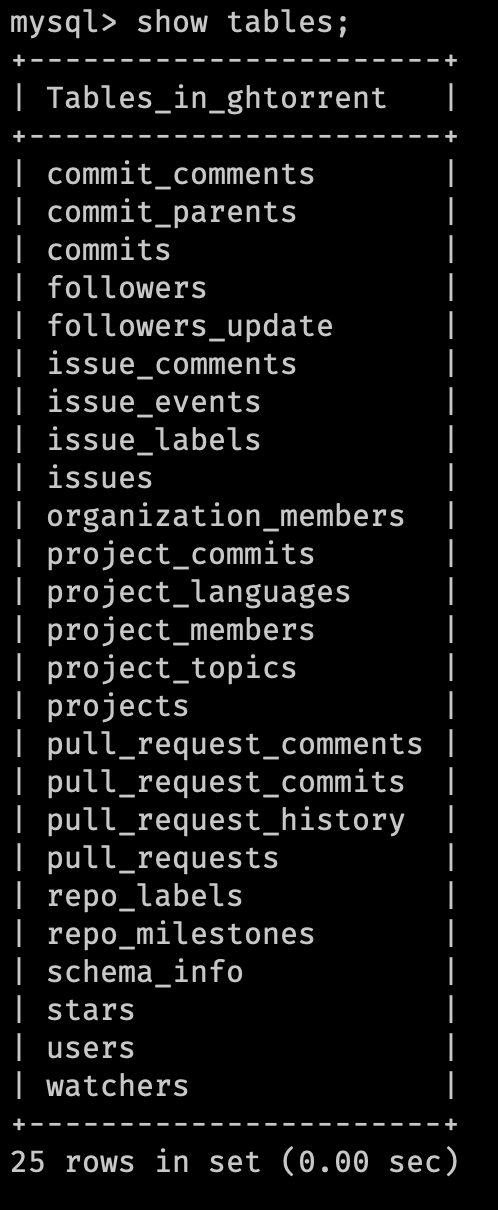 mysql> show tables;
+-----------------------+
| Tables_in_ghtorrent   |
+-----------------------+
| commit_comments       |
| commit_parents        |
| commits               |
| followers             |
| followers_update      |
| issue_comments        |
| issue_events          |
| issue_labels          |
| issues                |
| organization_members  |
| project_commits       |
| project_languages     |
| project_members       |
| project_topics        |
| projects              |
| pull_request_comments |
| pull_request_commits  |
| pull_request_history  |
| pull_requests         |
| repo_labels           |
| repo_milestones       |
| schema_info           |
| stars                 |
| users                 |
| watchers              |
+-----------------------+
25 rows in set (0.00 sec)